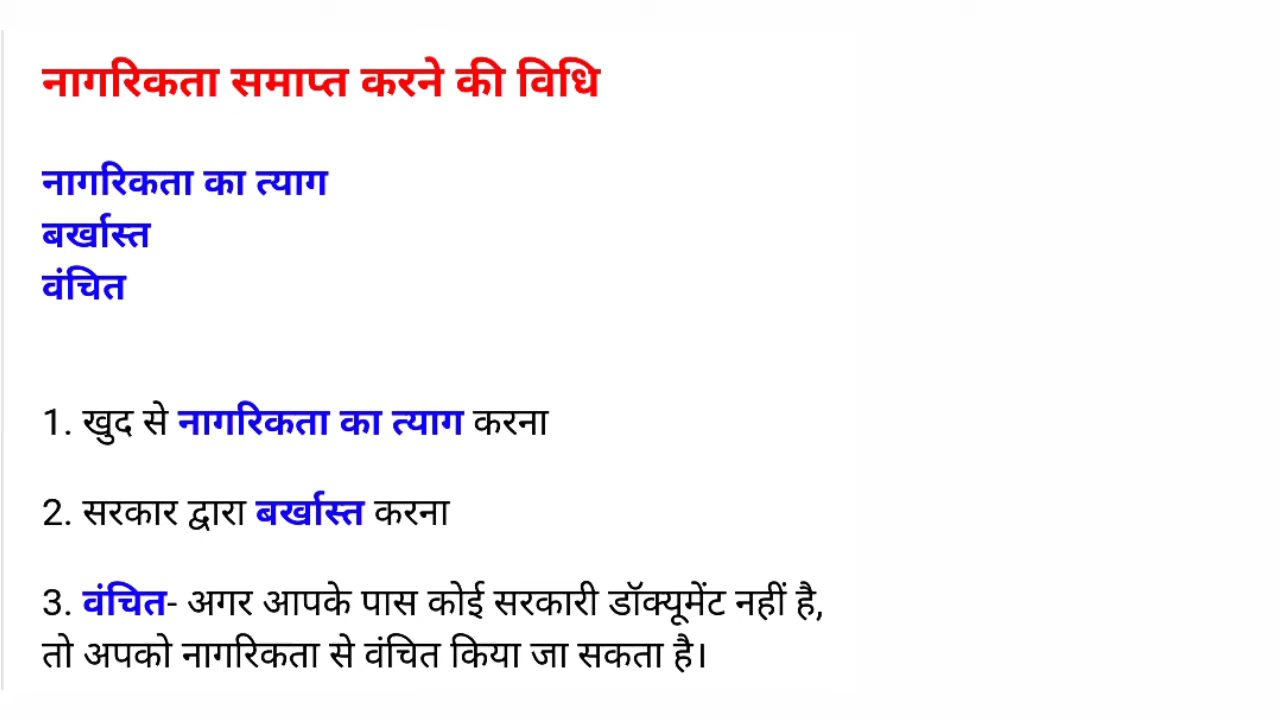 नागरिकता समाप्त करने की विधि
नागरिकता का त्याग
बर्खास्त
वंचित
1. खुद से नागरिकता का त्याग करना
2. सरकार द्वारा बर्खास्त करना
3. वंचित- अगर आपके पास कोई सरकारी डॉक्यूमेंट नहीं है,
तो अपको नागरिकता से वंचित किया जा सकता है।